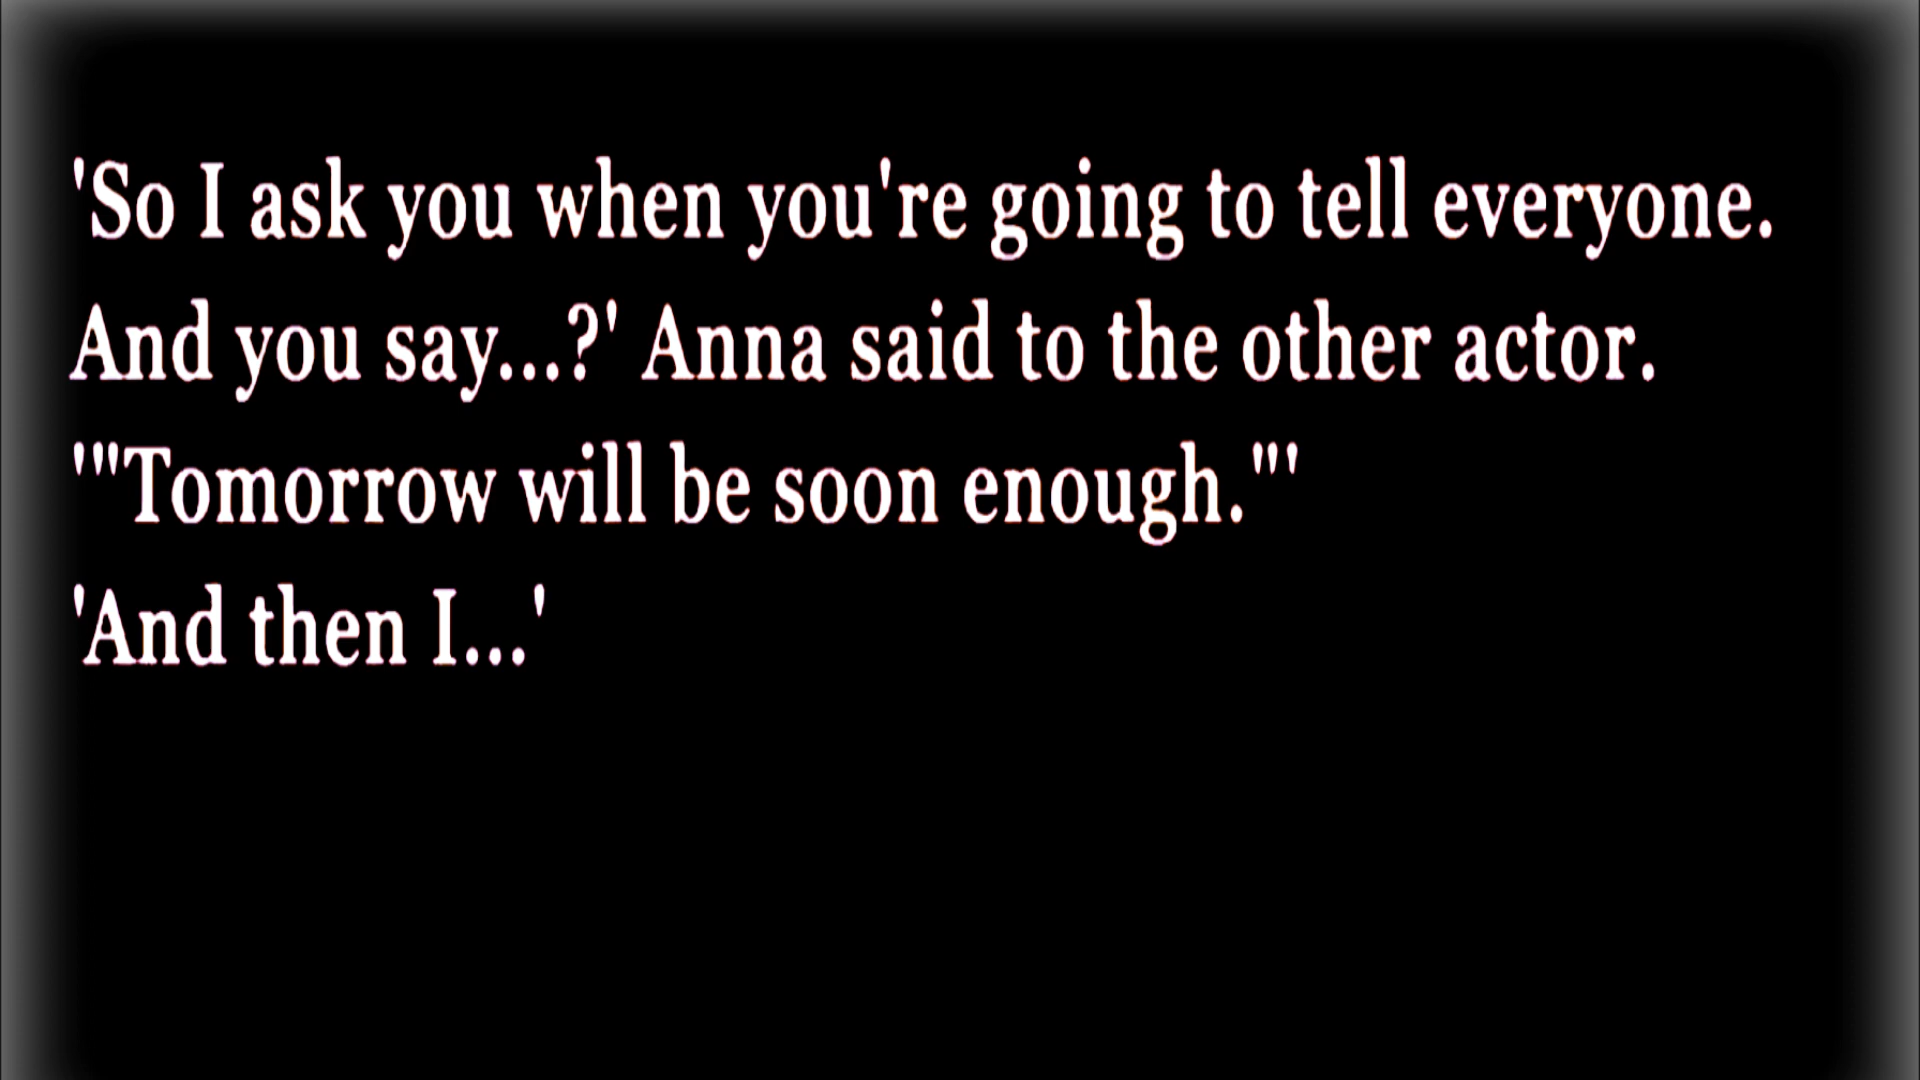 'So I ask you when you're going to tell everyone.
And you say...?' Anna said to the other actor.
'"Tomorrow will be soon enough."'
'And then I...'